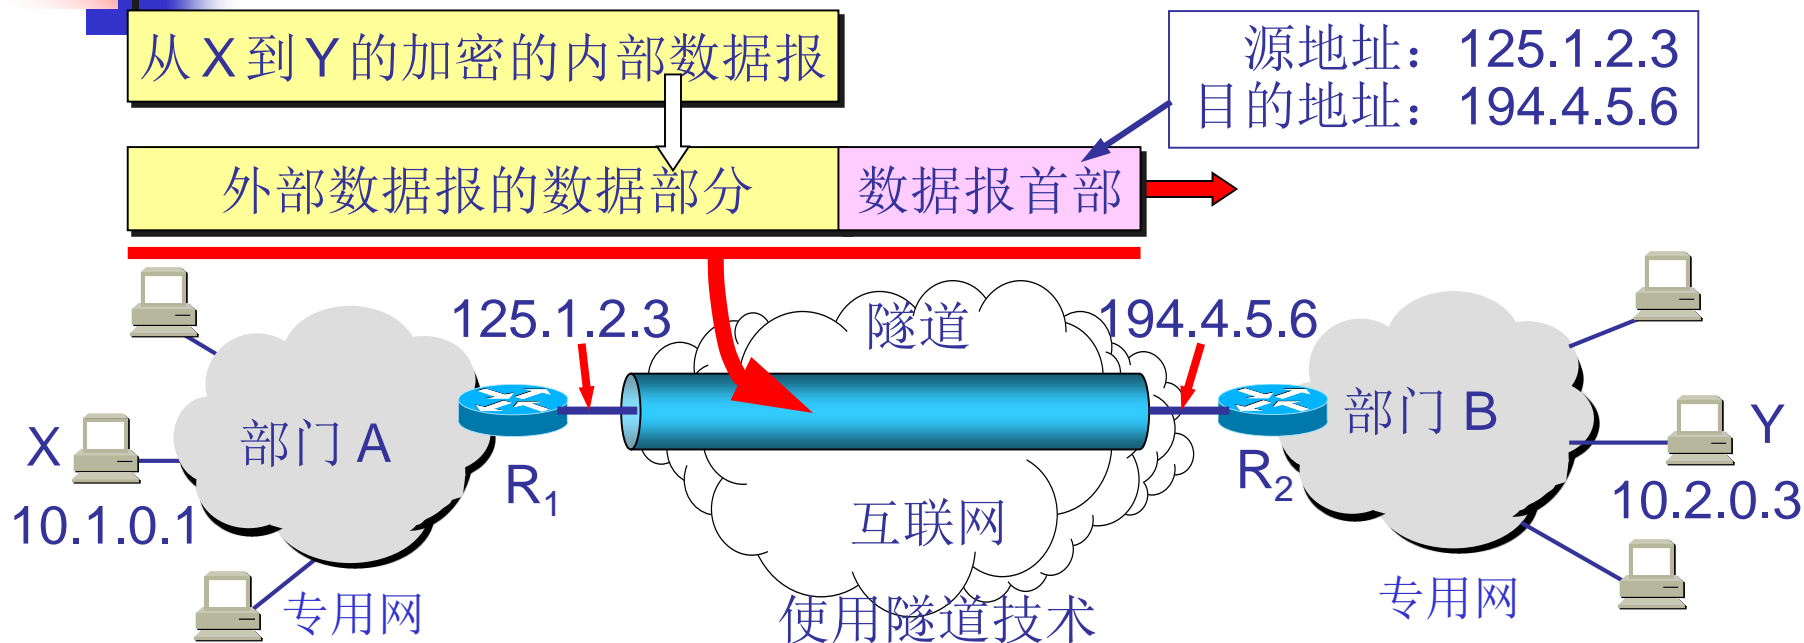 从 X 到 Y 的加密的内部数据报
源地址：125.1.2.3
目的地址：194.4.5.6
外部数据报的数据部分
数据报首部
125.1.2.3
隧道
194.4.5.6
部门 A
部门 B
X
Y
R1
R2
10.1.0.1
10.2.0.3
互联网
专用网
使用隧道技术
专用网